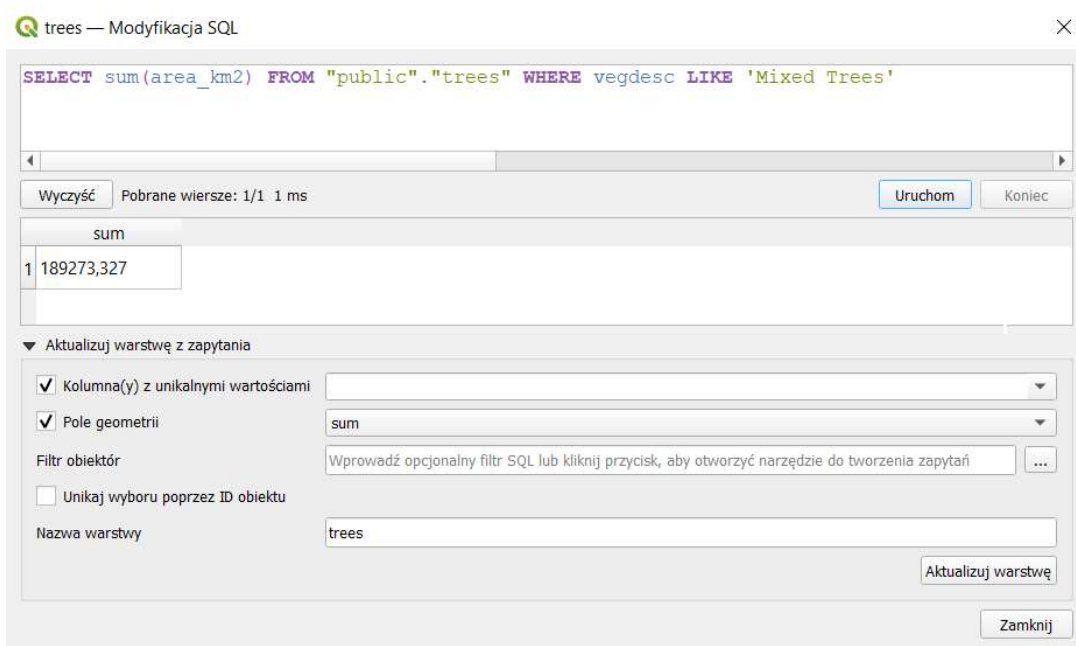 trees — Modyfikacja SQL
SELECT sum(area_km2) FROM "public"."trees" WHERE vegdesc LIKE 'Mixed Trees'
Wyczyść Pobrane wiersze: 1/1 1 ms Uruchom Koniec
sum
1 189273,327
Aktualizuj warstwę z zapytania
Kolumna(y) z unikalnymi wartościami
Pole geometrii sum
Filtr obiektór Wprowadź opcjonalny filtr SQL lub kliknij przycisk, aby otworzyć narzędzie do tworzenia zapytań ...
Unikaj wyboru poprzez ID obiektu
Nazwa warstwy trees
Aktualizuj warstwę
Zamknij